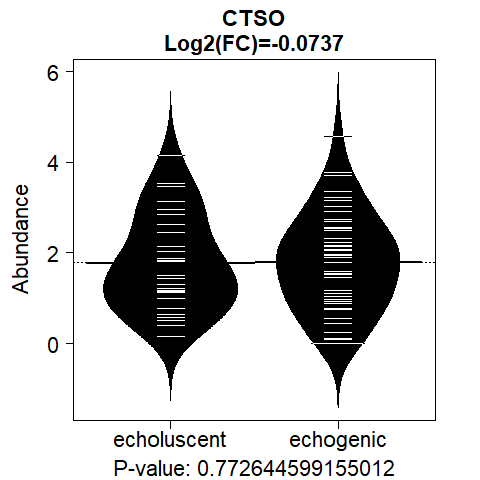 CTSO
Log2(FC)=-0.0737
6
4
2
0
Abundance
echoluscent echogenic
P-value: 0.772644599155012